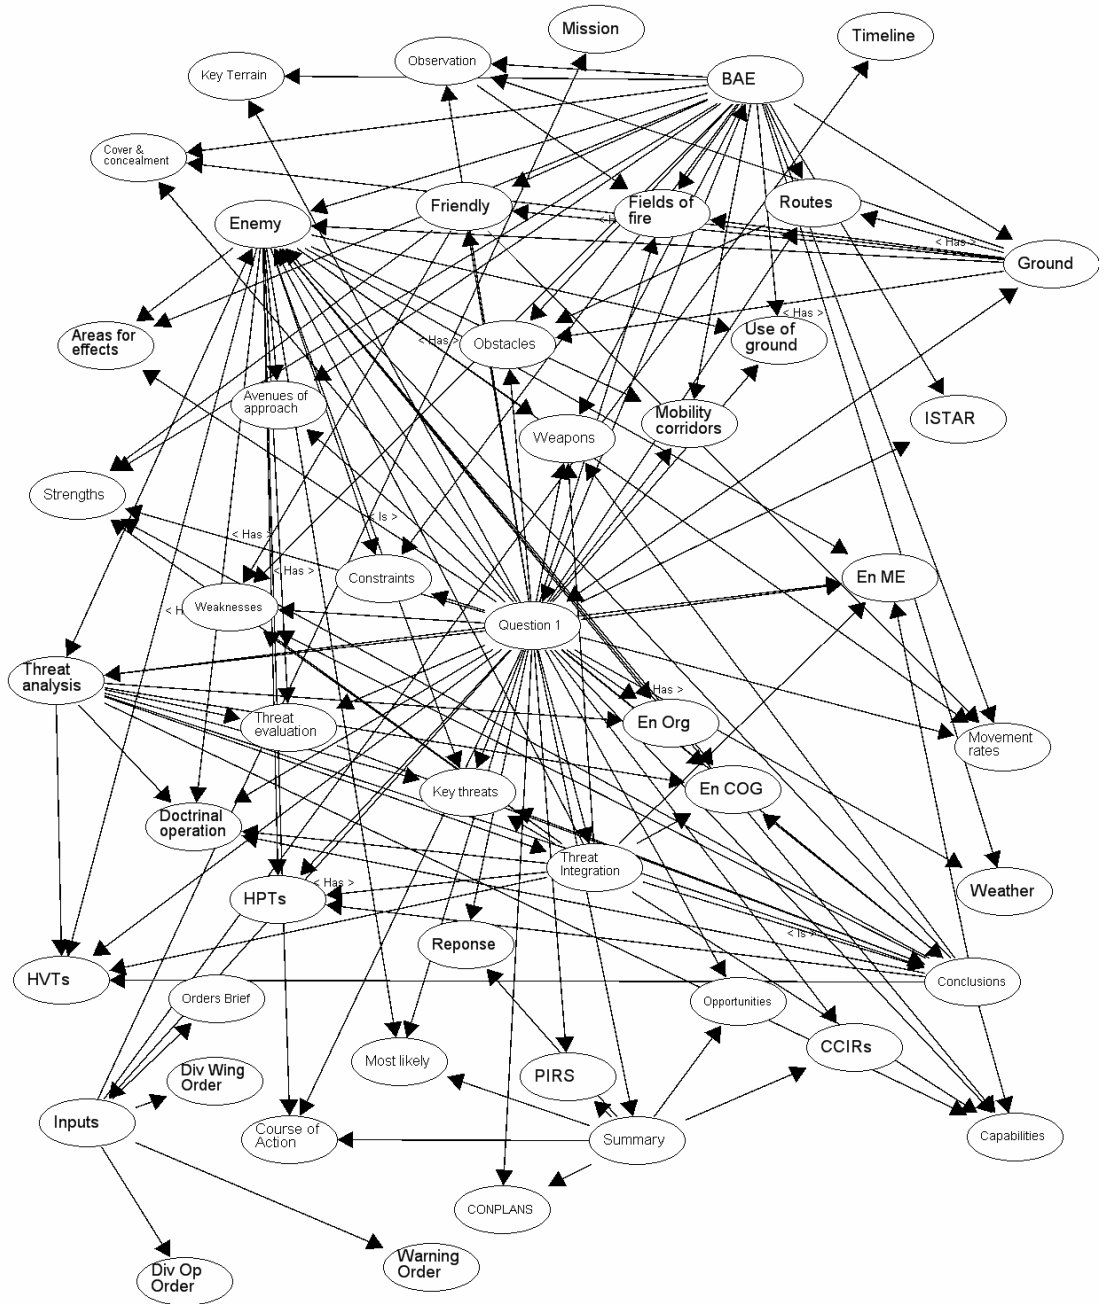 Mission
Timeline
Observation
Key Terrain
BAE
Cover &
concealment
Enemy
Friendly
Fields of
fire
Routes
< Has >
Ground
Areas for
effects
< Has >
Obstacles
< Has >
Use of
ground
Avenues of
approach
Weapons
Mobility
corridors
ISTAR
Strengths
< Is >
< Has >
< Has >
Constraints
En ME
Weaknesses
Question 1
Threat
analysis
Has >
Threat
evaluation
En Org
Movement
rates
Key threats
En COG
Doctrinal
operation
Threat
Integration
< Has >
HPTs
Weather
Reponse
< Is >
HVTs
Orders Brief
Opportunities
Conclusions
Most likely
PIRS
CCIRs
Div Wing
Order
Inputs
Course of
Action
Summary
Capabilities
CONPLANS
Div Op
Order
Warning
Order